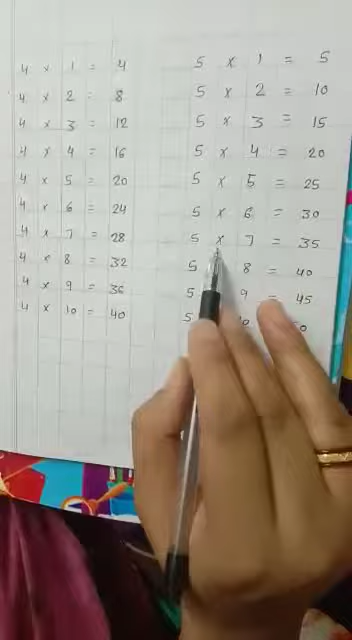 4 × 1 = 4
4 × 2 = 8
4 × 3 = 12
4 × 4 = 16
4 × 5 = 20
4 × 6 = 24
4 × 7 = 28
4 × 8 = 32
4 × 9 = 36
4 × 10 = 40
5 × 1 = 5
5 × 2 = 10
5 × 3 = 15
5 × 4 = 20
5 × 5 = 25
5 × 6 = 30
5 × 7 = 35
5 8 = 40
5 9 = 45
5